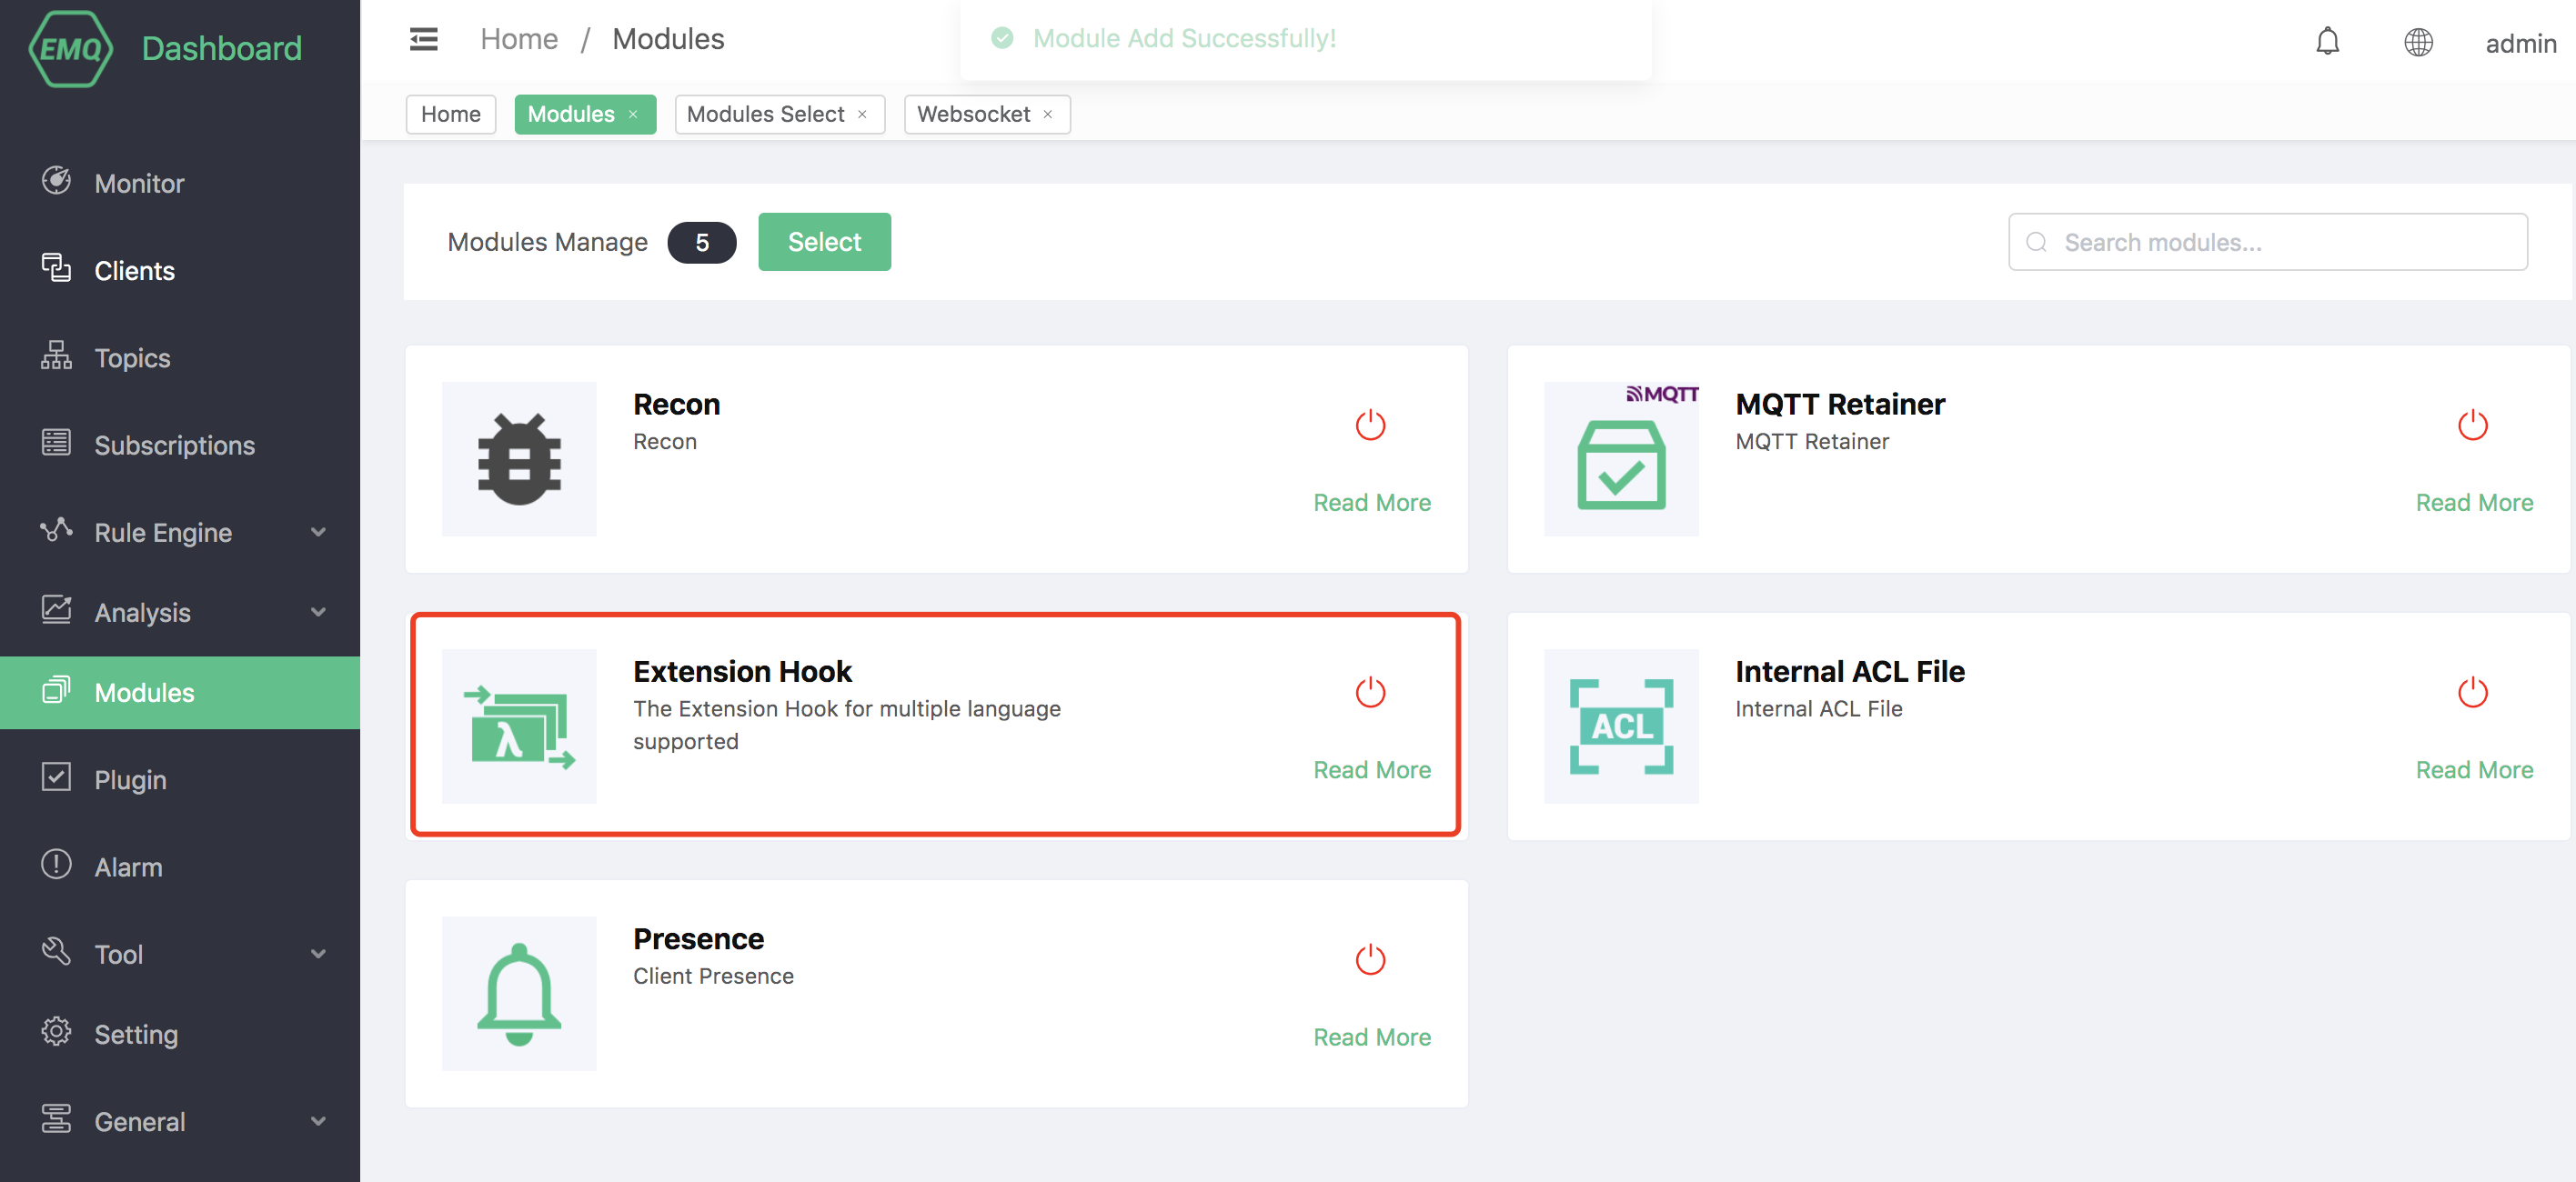 EMQ Dashboard
Home / Modules
Module Add Successfully!
admin
Home
Modules ×
Modules Select ×
Websocket ×
Monitor
Clients
Topics
Subscriptions
Rule Engine
Analysis
Modules
Plugin
Alarm
Tool
Setting
General
Modules Manage 5 Select
Search modules...
Recon
Recon
Read More
MQTT
MQTT Retainer
MQTT Retainer
Read More
λ
Extension Hook
The Extension Hook for multiple language
supported
Read More
ACL
Internal ACL File
Internal ACL File
Read More
Presence
Client Presence
Read More